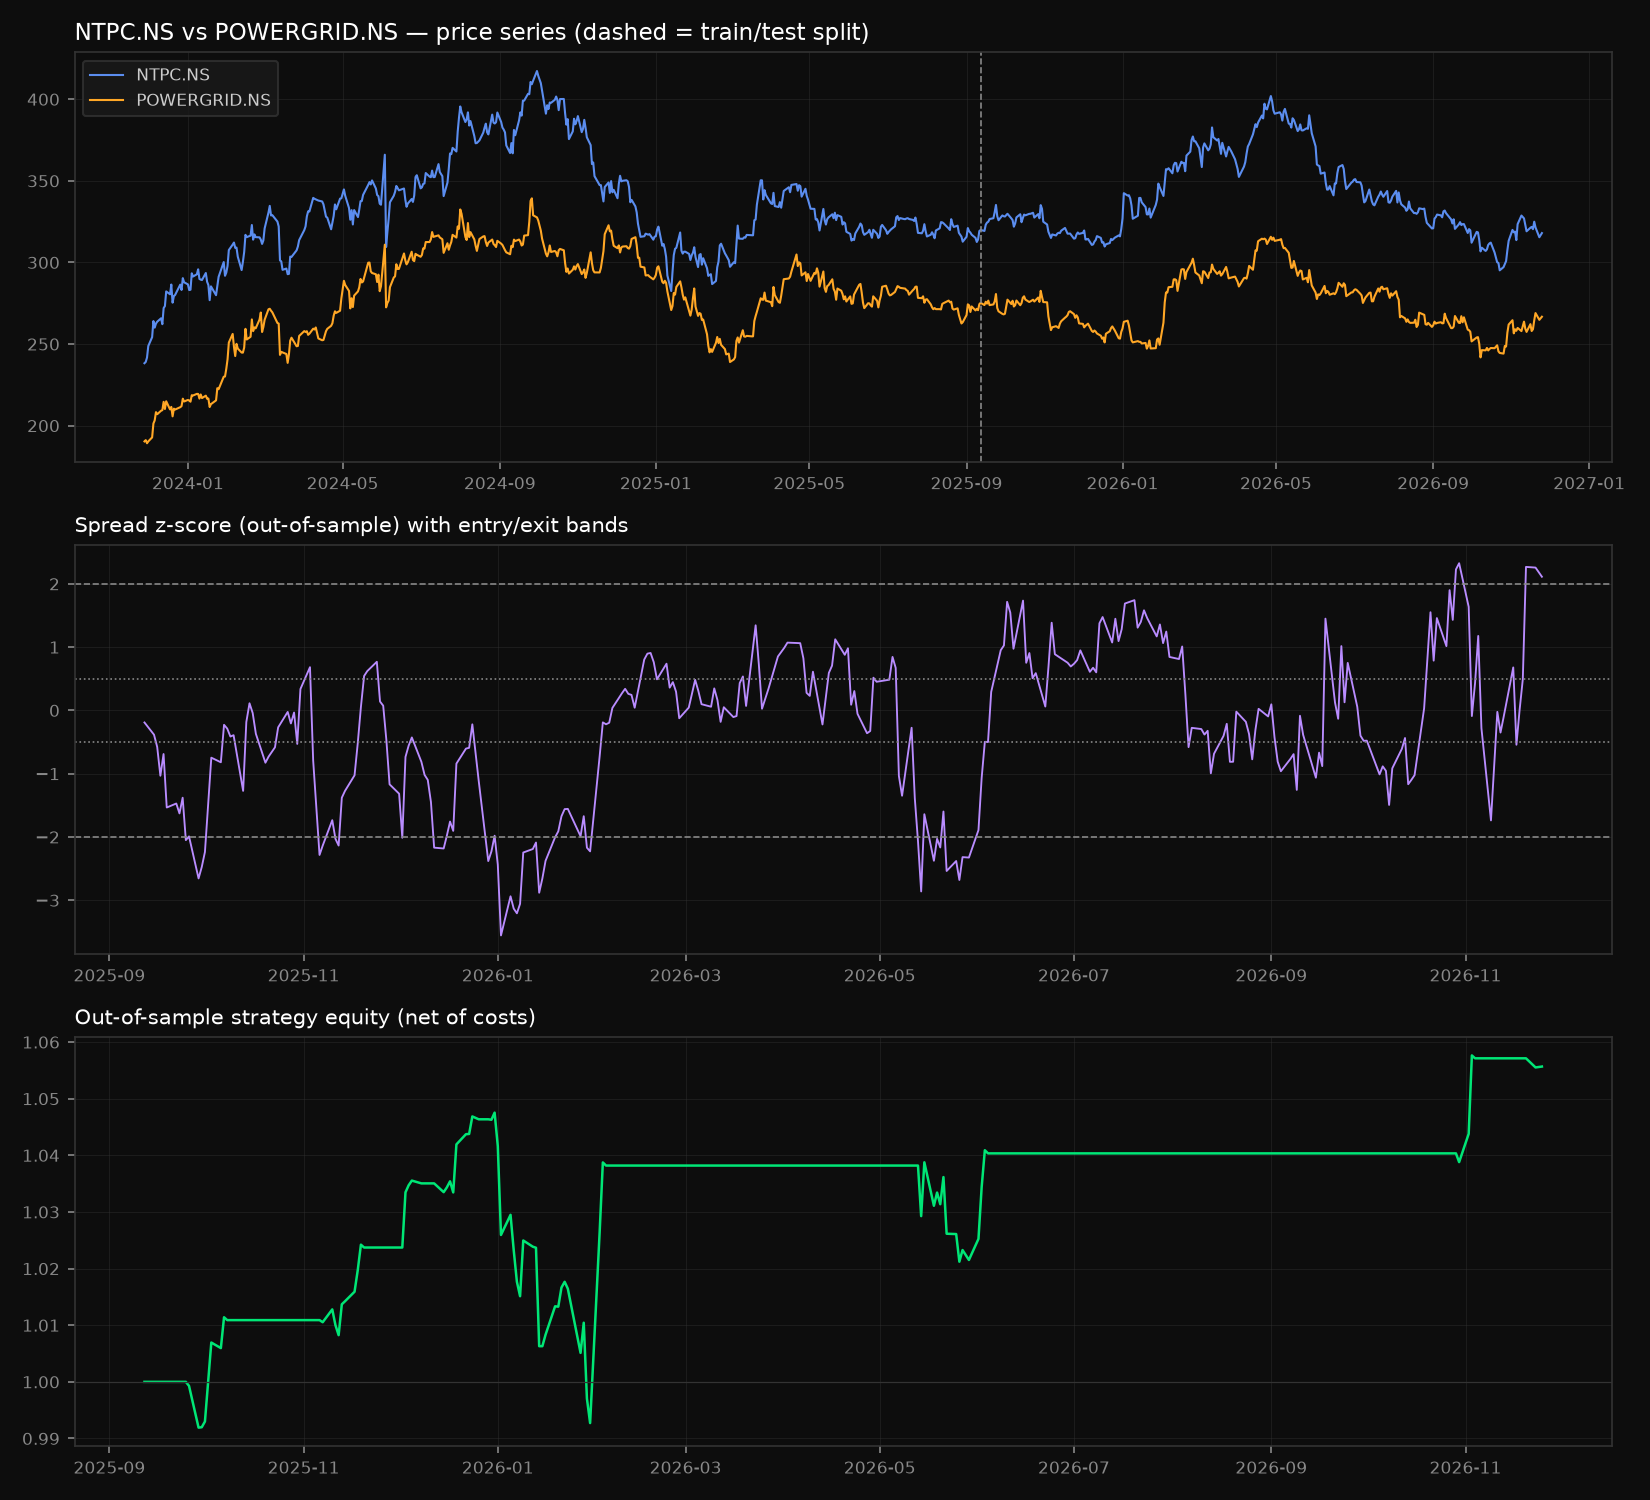 NTPC.NS vs POWERGRID.NS — price series (dashed = train/test split)
NTPC.NS
POWERGRID.NS
400
350
300
250
200
2024-01 2024-05 2024-09 2025-01 2025-05 2025-09 2026-01 2026-05 2026-09 2027-01
Spread z-score (out-of-sample) with entry/exit bands
2
1
0
−1
−2
−3
2025-09 2025-11 2026-01 2026-03 2026-05 2026-07 2026-09 2026-11
Out-of-sample strategy equity (net of costs)
1.06
1.05
1.04
1.03
1.02
1.01
1.00
0.99
2025-09 2025-11 2026-01 2026-03 2026-05 2026-07 2026-09 2026-11